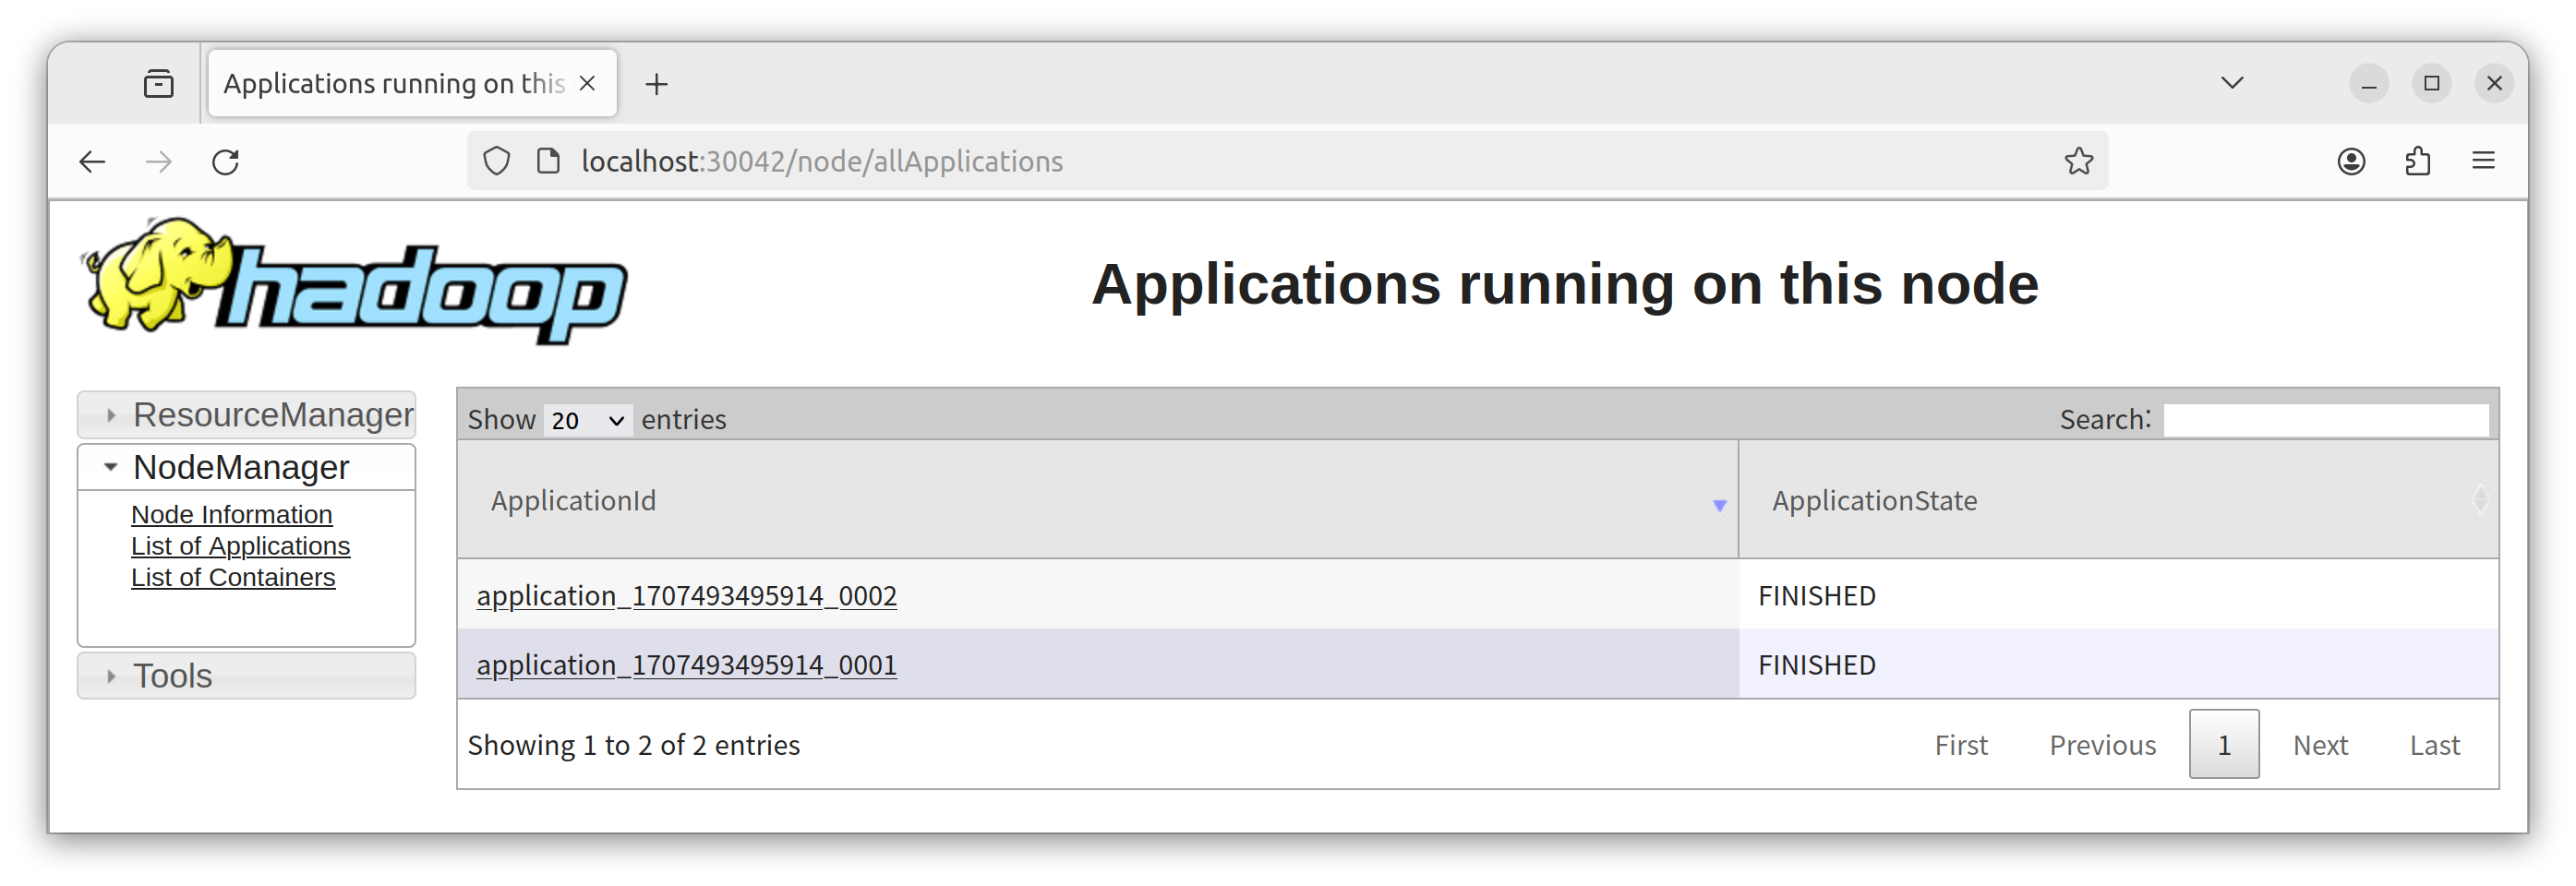 Applications running on this
localhost:30042/node/allApplications
hadoop
Applications running on this node
ResourceManager
NodeManager
Node Information
List of Applications
List of Containers
Tools
Show 20 entries
Search:
ApplicationId ApplicationState
application_1707493495914_0002 FINISHED
application_1707493495914_0001 FINISHED
Showing 1 to 2 of 2 entries
First Previous 1 Next Last